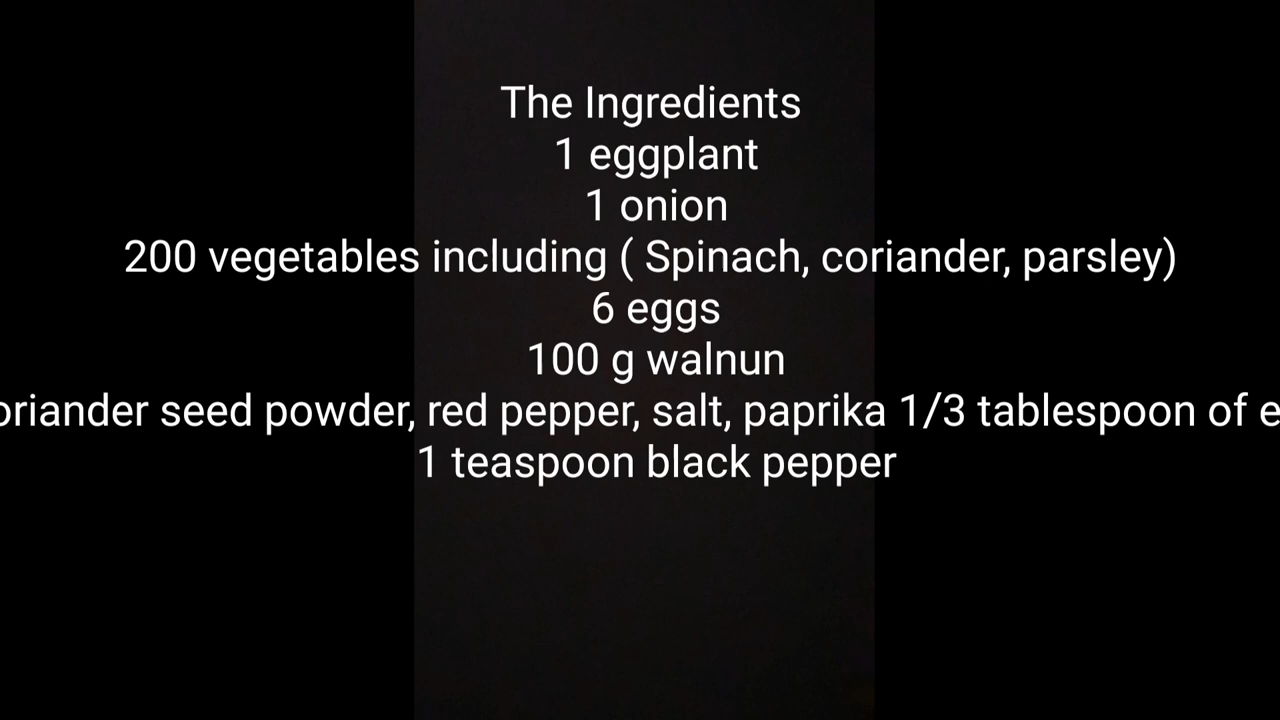 The Ingredients
1 eggplant
1 onion
200 vegetables including ( Spinach, coriander, parsley)
6 eggs
100 g walnun
seed powder, red pepper, salt, paprika 1/3 tablespoon of
1 teaspoon black pepper